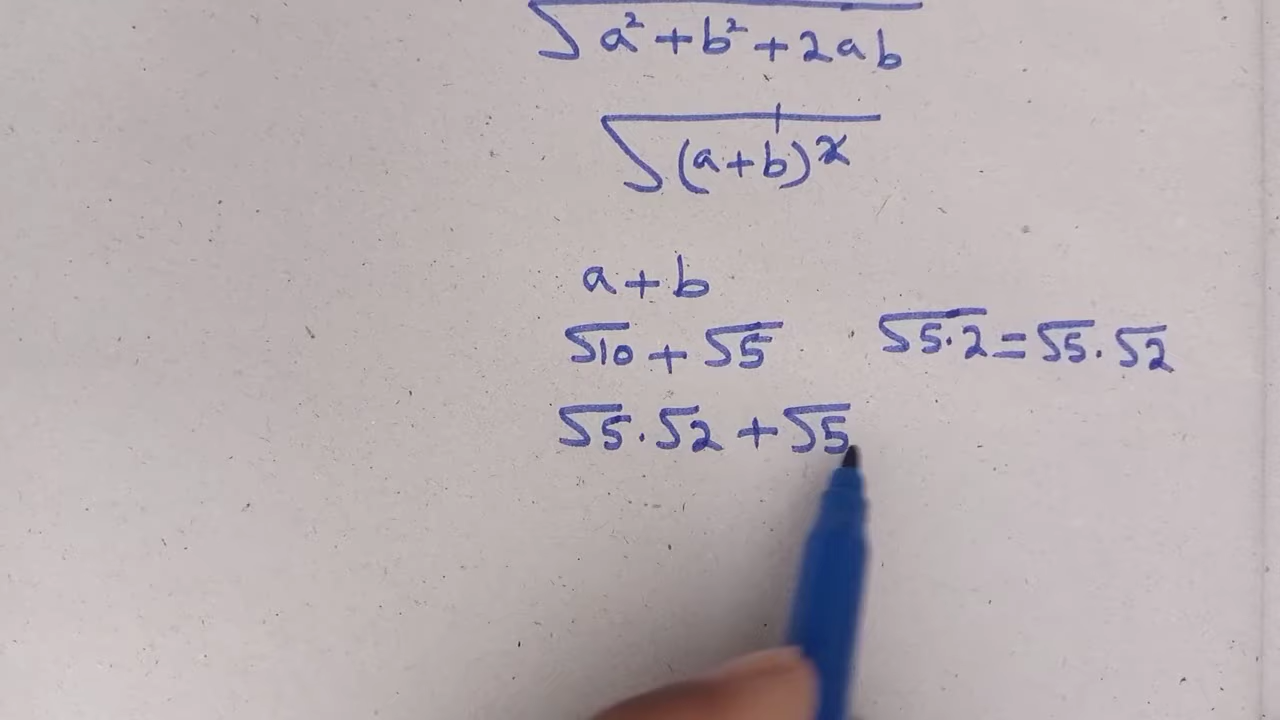 √a²+b²+2ab
√(a+b)²
a+b
√10+√5
√5.2=√5.√2
√5.√2+√5